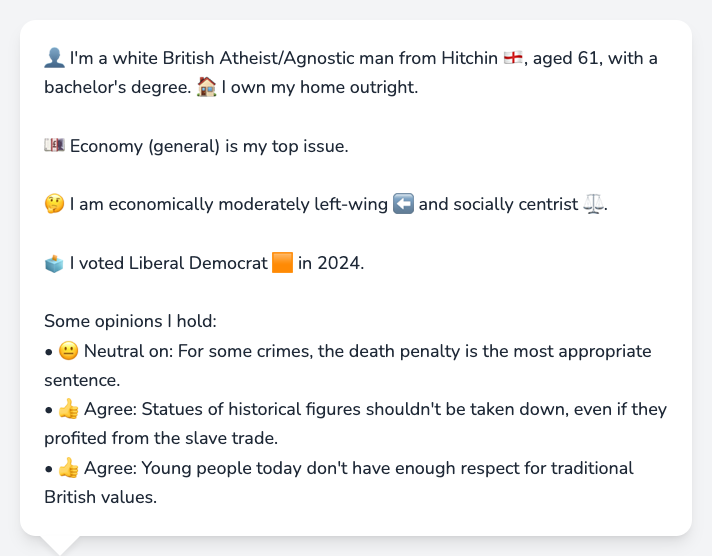 👤 I'm a white British Atheist/Agnostic man from Hitchin 🏴󠁧󠁢󠁥󠁮󠁧󠁿, aged 61, with a
bachelor's degree. 🏠 I own my home outright.
💷 Economy (general) is my top issue.
🤔 I am economically moderately left-wing ⬅️ and socially centrist ⚖️.
🗳️ I voted Liberal Democrat 🟧 in 2024.
Some opinions I hold:
• 😐 Neutral on: For some crimes, the death penalty is the most appropriate
sentence.
• 👍 Agree: Statues of historical figures shouldn't be taken down, even if they
profited from the slave trade.
• 👍 Agree: Young people today don't have enough respect for traditional
British values.